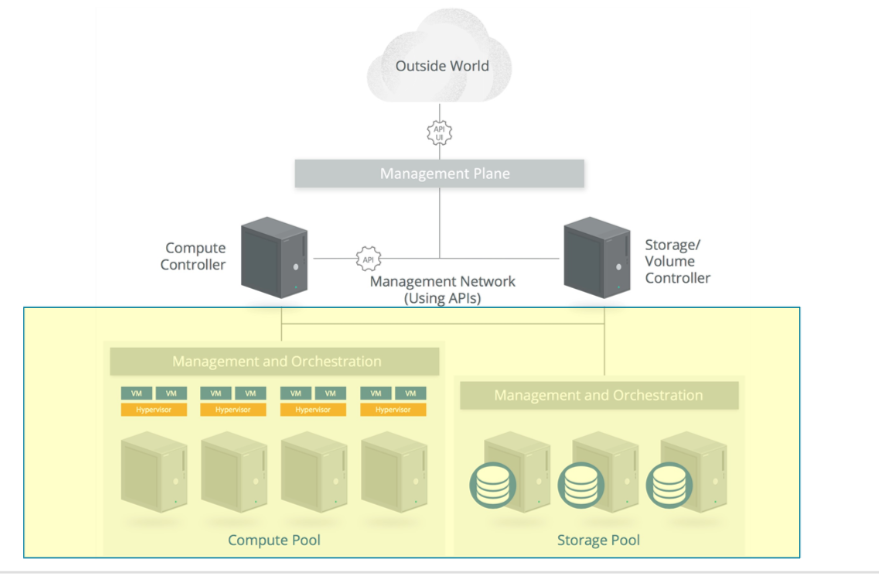 Outside World
API
UI
Management Plane
Compute
Controller
API
Storage/
Volume
Controller
Management Network
(Using APIs)
Management and Orchestration
VM VM VM VM VM VM VM VM
Hypervisor Hypervisor Hypervisor Hypervisor
Management and Orchestration
Compute Pool
Storage Pool